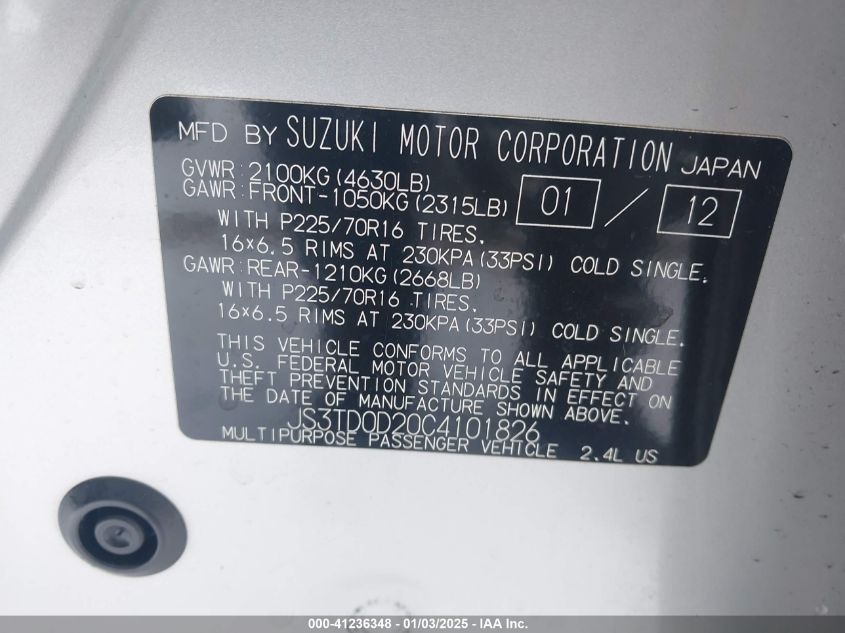 MFD BY SUZUKI MOTOR CORPORATION JAPAN
GVWR: 2100KG (4630LB)
GAWR: FRONT-1050KG (2315LB) 01 / 12
WITH P225/70R16 TIRES,
16×6.5 RIMS AT 230KPA (33PSI) COLD SINGLE.
GAWR: REAR-1210KG (2668LB)
WITH P225/70R16 TIRES,
16×6.5 RIMS AT 230KPA (33PSI) COLD SINGLE.
THIS VEHICLE CONFORMS TO ALL APPLICABLE
U.S. FEDERAL MOTOR VEHICLE SAFETY AND
THEFT PREVENTION STANDARDS IN EFFECT ON
THE DATE OF MANUFACTURE SHOWN ABOVE.
JS3TD0D20C4101826
MULTIPURPOSE PASSENGER VEHICLE 2.4L US
000-41236348 - 01/03/2025 - IAA Inc.